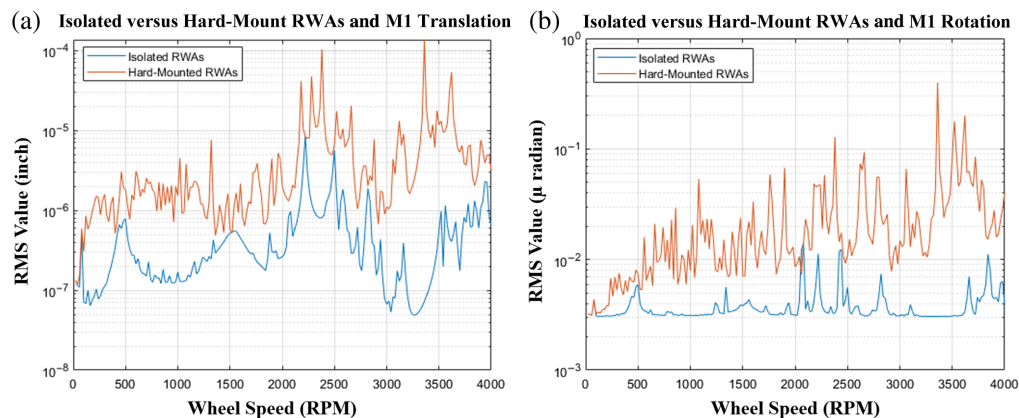 (a) Isolated versus Hard-Mount RWAs and M1 Translation
Isolated RWAs
Hard-Mounted RWAs
RMS Value (inch)
10⁻⁴
10⁻⁵
10⁻⁶
10⁻⁷
10⁻⁸
0 500 1000 1500 2000 2500 3000 3500 4000
Wheel Speed (RPM)
(b) Isolated versus Hard-Mount RWAs and M1 Rotation
Isolated RWAs
Hard-Mounted RWAs
RMS Value (μ radian)
10⁰
10⁻¹
10⁻²
10⁻³
0 500 1000 1500 2000 2500 3000 3500 4000
Wheel Speed (RPM)